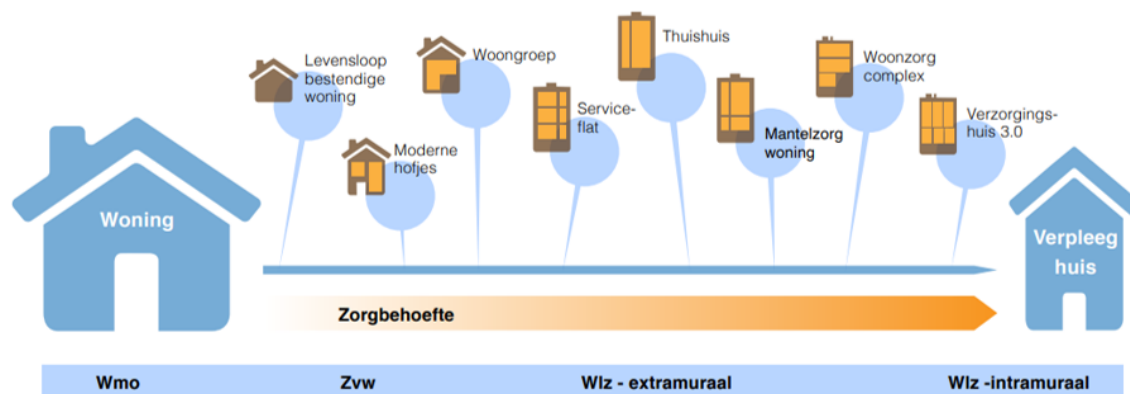 Levensloop
bestendige
woning
Moderne
hofjes
Woongroep
Service-
flat
Thuishuis
Mantelzorg
woning
Woonzorg
complex
Verzorgings-
huis 3.0
Woning
Verpleeg
huis
Zorgbehoefte
Wmo
Zvw
Wlz - extramuraal
Wlz -intramuraal